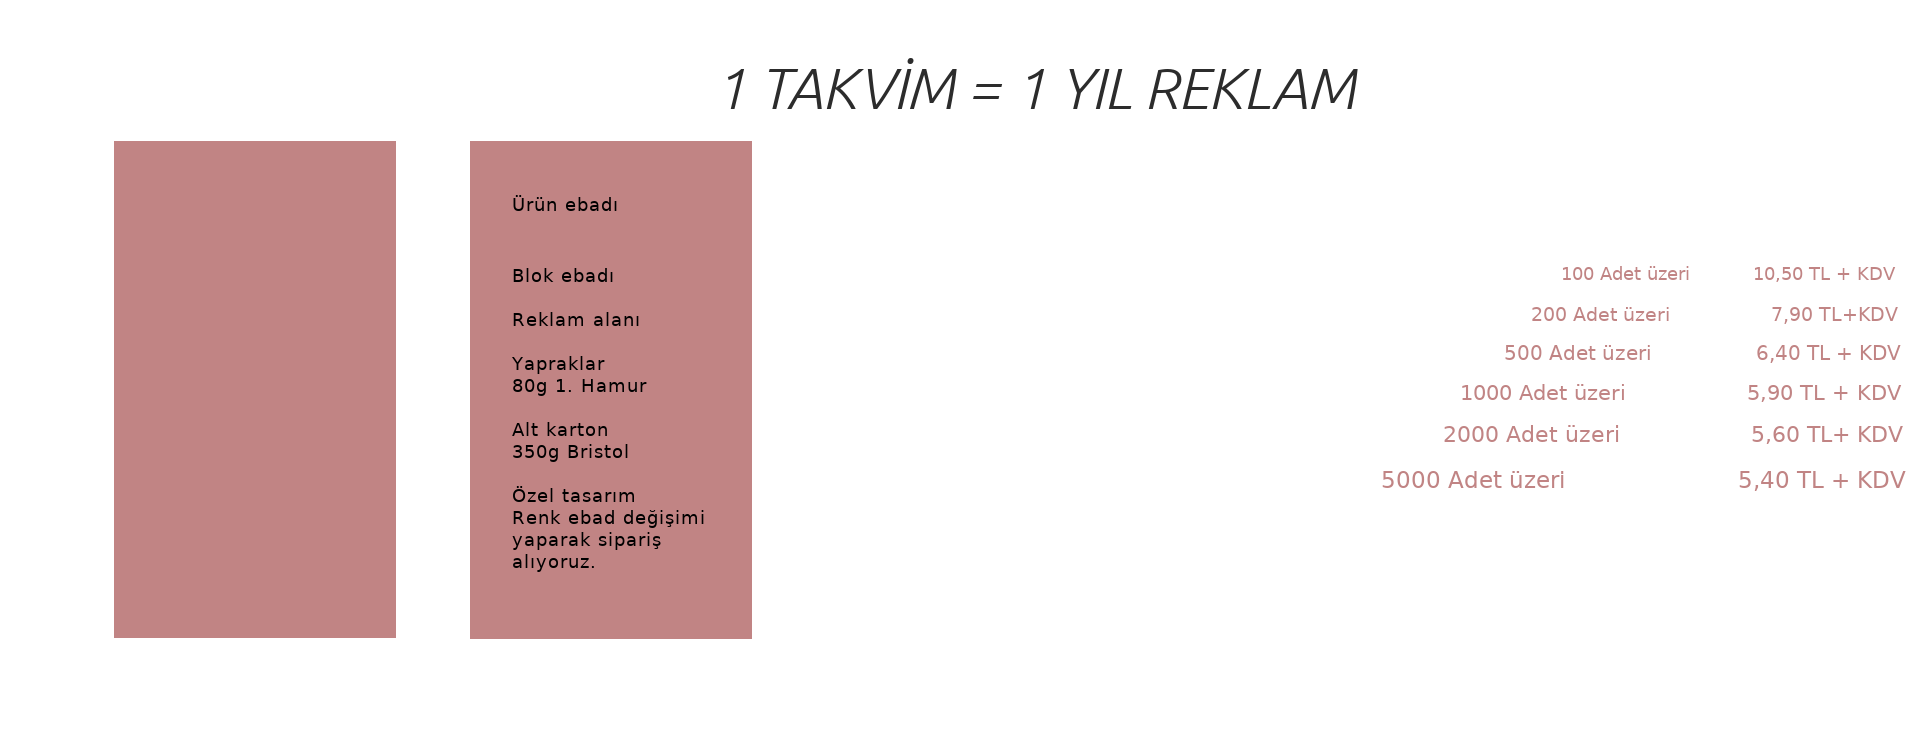 1 TAKVİM = 1 YIL REKLAM
Ürün ebadı
Blok ebadı
Reklam alanı
Yapraklar
80g 1. Hamur
Alt karton
350g Bristol
Özel tasarım
Renk ebad değişimi
yaparak sipariş
alıyoruz.
100 Adet üzeri 10,50 TL + KDV
200 Adet üzeri 7,90 TL+KDV
500 Adet üzeri 6,40 TL + KDV
1000 Adet üzeri 5,90 TL + KDV
2000 Adet üzeri 5,60 TL+ KDV
5000 Adet üzeri 5,40 TL + KDV